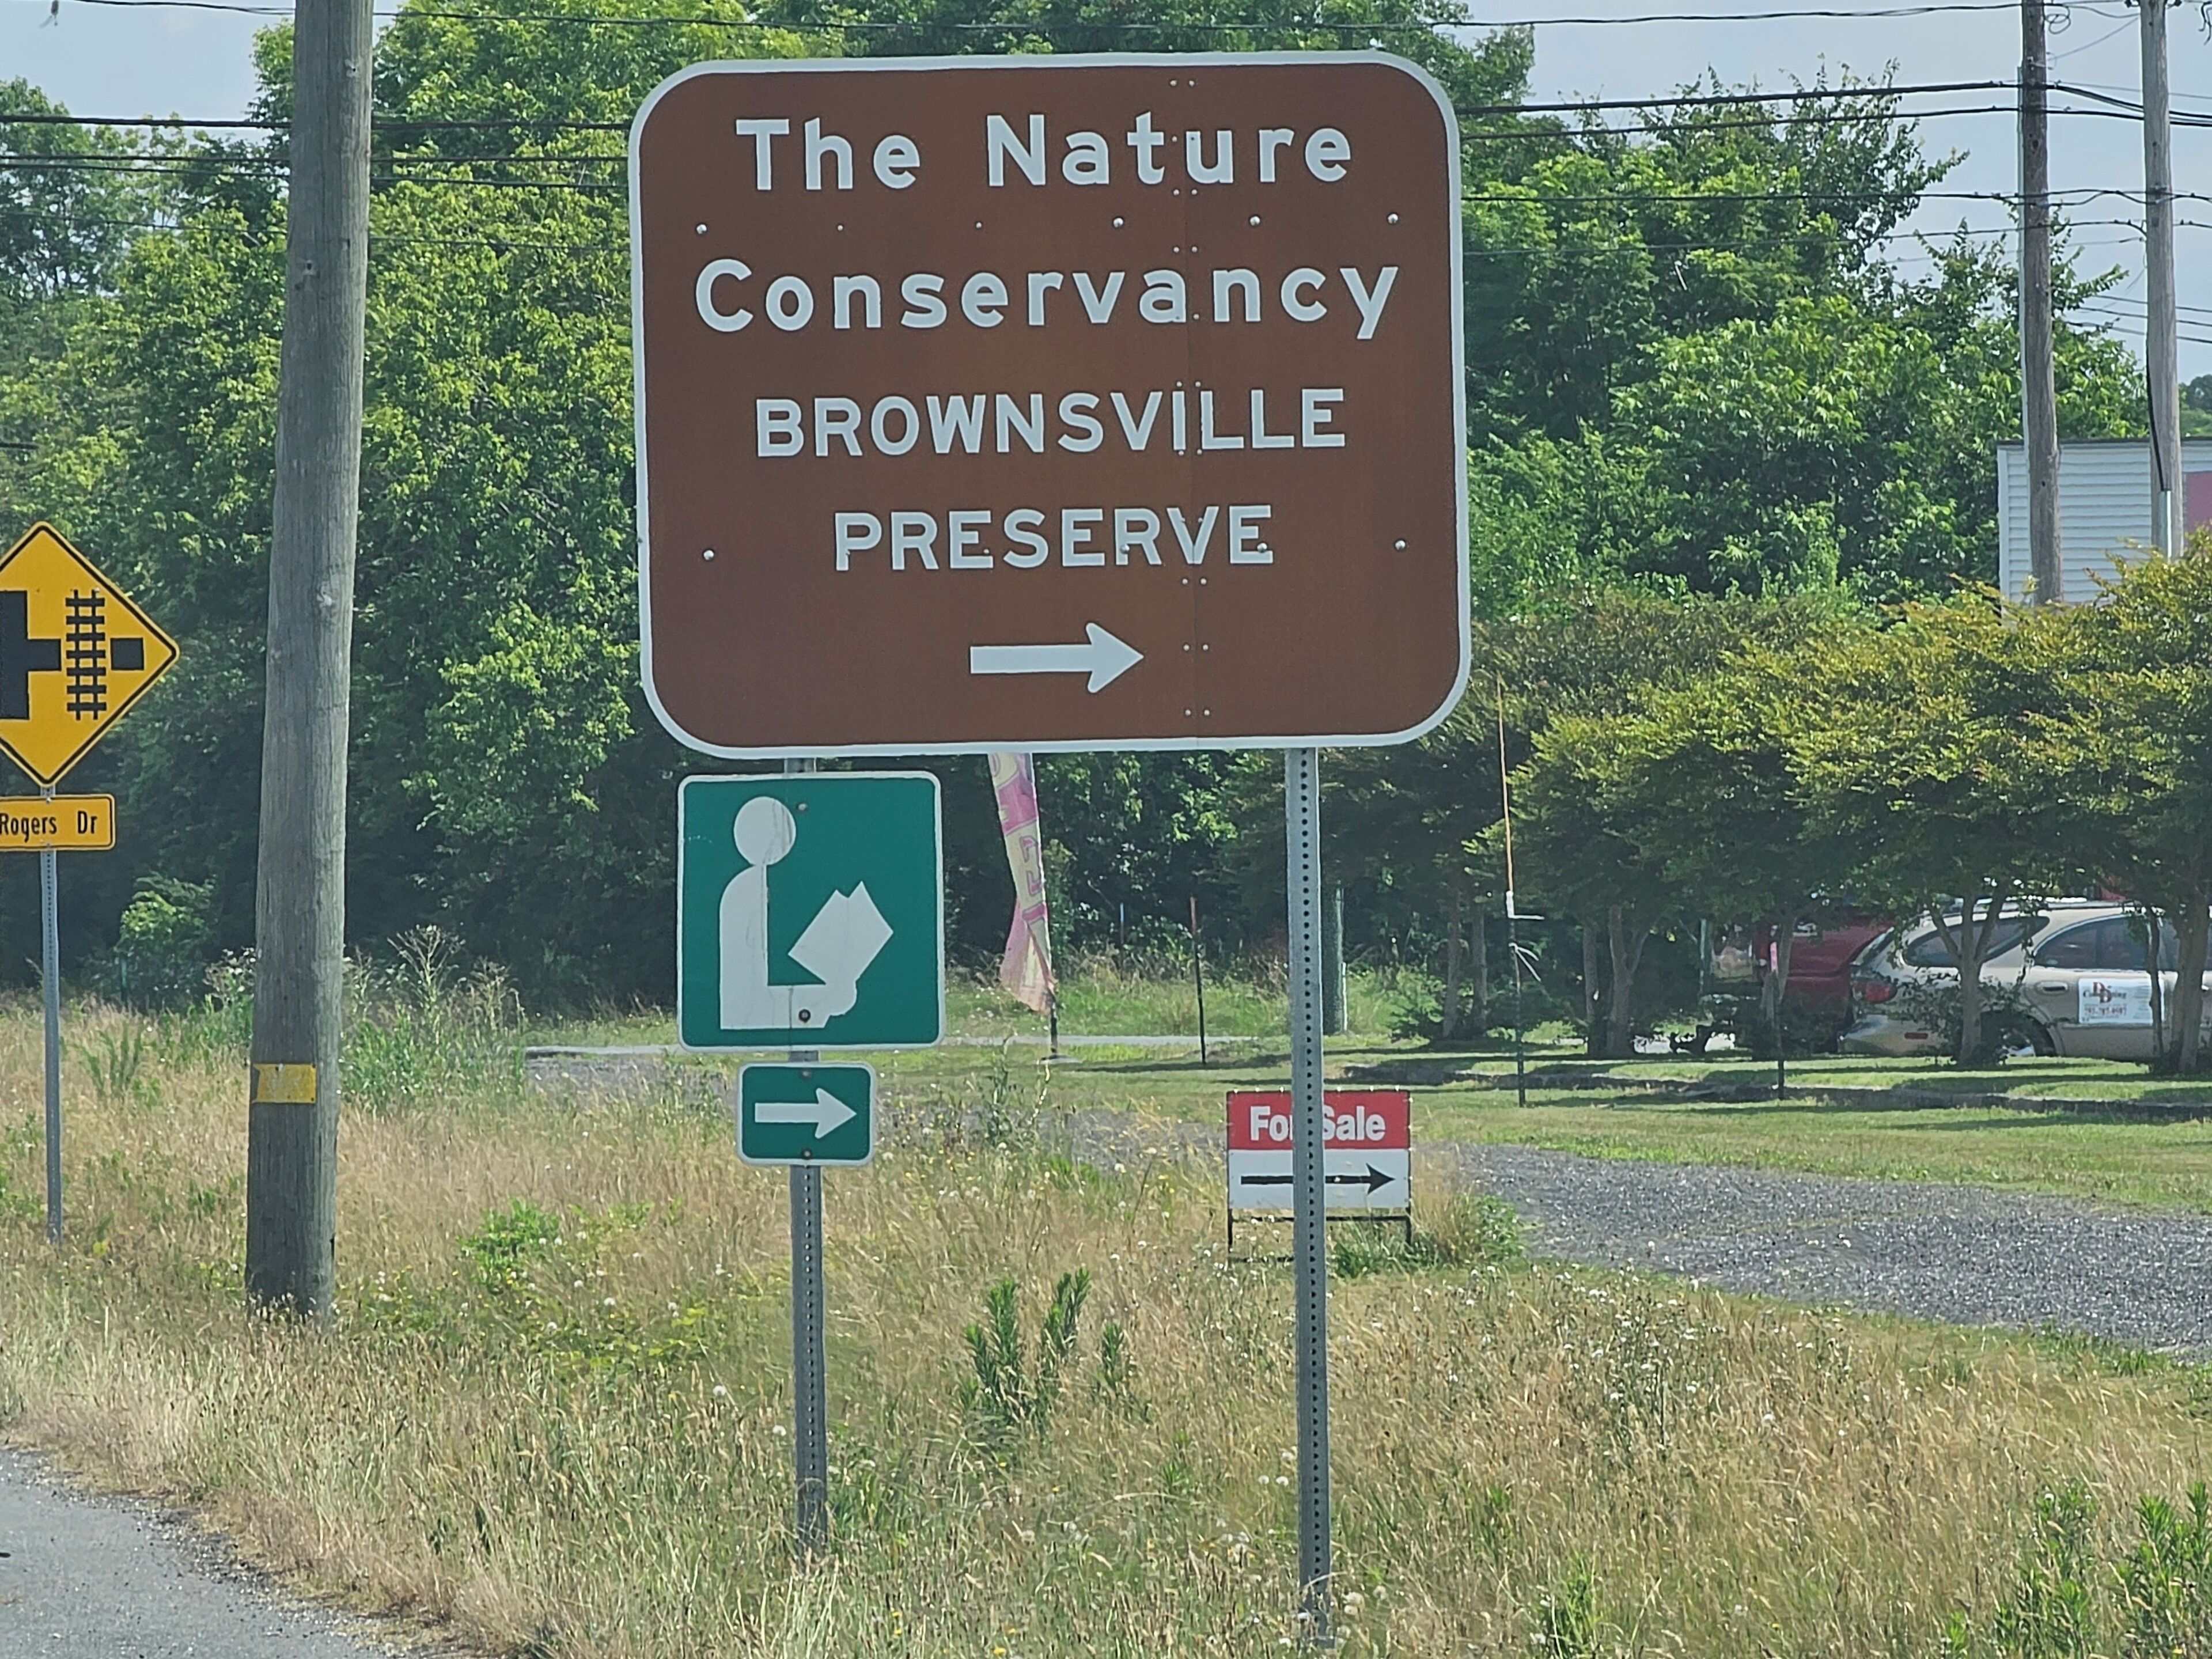 The Nature
Conservancy
BROWNSVILLE
PRESERVE
Rogers Dr
For Sale